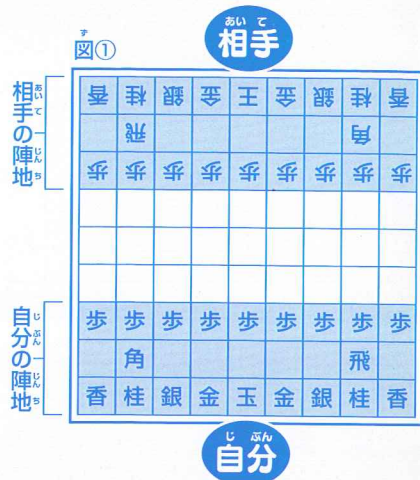 図①
相手
相手の陣地
香 桂 銀 金 王 金 銀 桂 香
飛 角
歩 歩 歩 歩 歩 歩 歩 歩 歩
自分の陣地
歩 歩 歩 歩 歩 歩 歩 歩 歩
角 飛
香 桂 銀 金 玉 金 銀 桂 香
自分